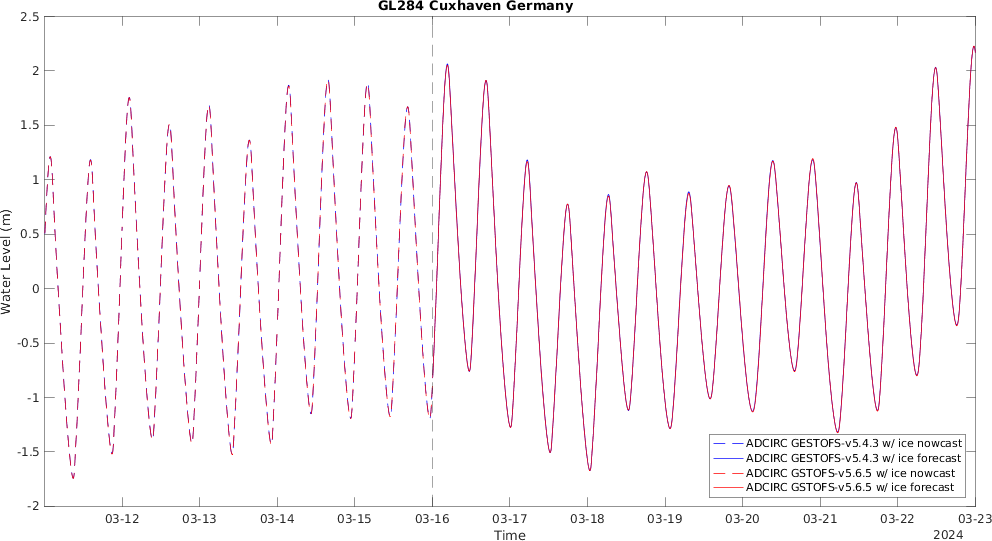 GL284 Cuxhaven Germany
2.5
2
1.5
1
0.5
0
-0.5
-1
-1.5
-2
Water Level (m)
ADCIRC GESTOFS-v5.4.3 w/ ice nowcast
ADCIRC GESTOFS-v5.4.3 w/ ice forecast
ADCIRC GSTOFS-v5.6.5 w/ ice nowcast
ADCIRC GSTOFS-v5.6.5 w/ ice forecast
03-12 03-13 03-14 03-15 03-16 03-17 03-18 03-19 03-20 03-21 03-22 03-23
Time
2024